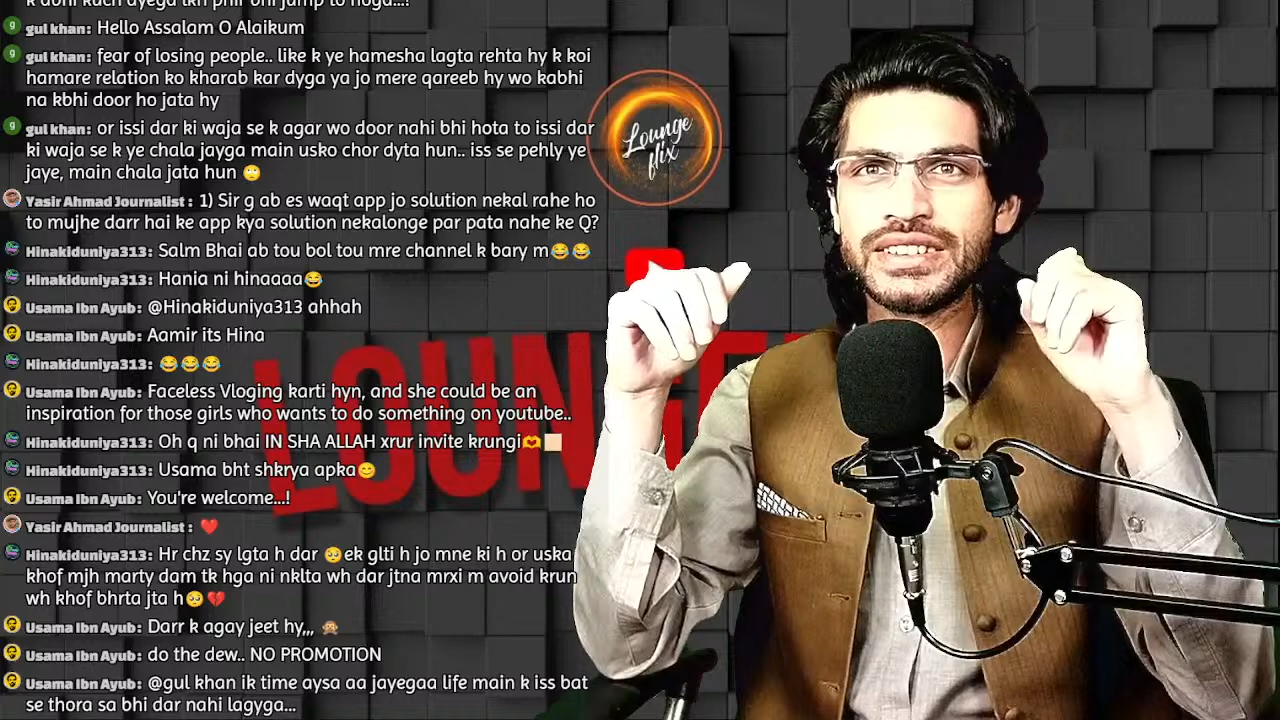 k abhi kuch ayega lkn phir bhi jump to hoga...!
gul khan: Hello Assalam O Alaikum
gul khan: fear of losing people.. like k ye hamesha lagta rehta hy k koi
hamare relation ko kharab kar dyga ya jo mere qareeb hy wo kabhi
na kbhi door ho jata hy
gul khan: or issi dar ki waja se k agar wo door nahi bhi hota to issi dar
ki waja se k ye chala jayga main usko chor dyta hun.. iss se pehly ye
jaye, main chala jata hun 🙄
Yasir Ahmad Journalist : 1) Sir g ab es waqt app jo solution nekal rahe ho
to mujhe darr hai ke app kya solution nekalonge par pata nahe ke Q?
Hinakiduniya313: Salm Bhai ab tou bol tou mre channel k bary m😂😂
Hinakiduniya313: Hania ni hinaaaa😂
Usama Ibn Ayub: @Hinakiduniya313 ahhah
Usama Ibn Ayub: Aamir its Hina
Hinakiduniya313: 😂😂😂
Usama Ibn Ayub: Faceless Vloging karti hyn, and she could be an
inspiration for those girls who wants to do something on youtube..
Hinakiduniya313: Oh q ni bhai IN SHA ALLAH xrur invite krungi🫶🏻
Hinakiduniya313: Usama bht shkrya apka😊
Usama Ibn Ayub: You're welcome...!
Yasir Ahmad Journalist : ❤️
Hinakiduniya313: Hr chz sy lgta h dar 🥺ek glti h jo mne ki h or uska
khof mjh marty dam tk hga ni nklta wh dar jtna mrxi m avoid krun
wh khof bhrta jta h🥺💔
Usama Ibn Ayub: Darr k agay jeet hy,,, 🙊
Usama Ibn Ayub: do the dew.. NO PROMOTION
Usama Ibn Ayub: @gul khan ik time aysa aa jayegaa life main k iss bat
se thora sa bhi dar nahi lagyga...
Lounge
flix